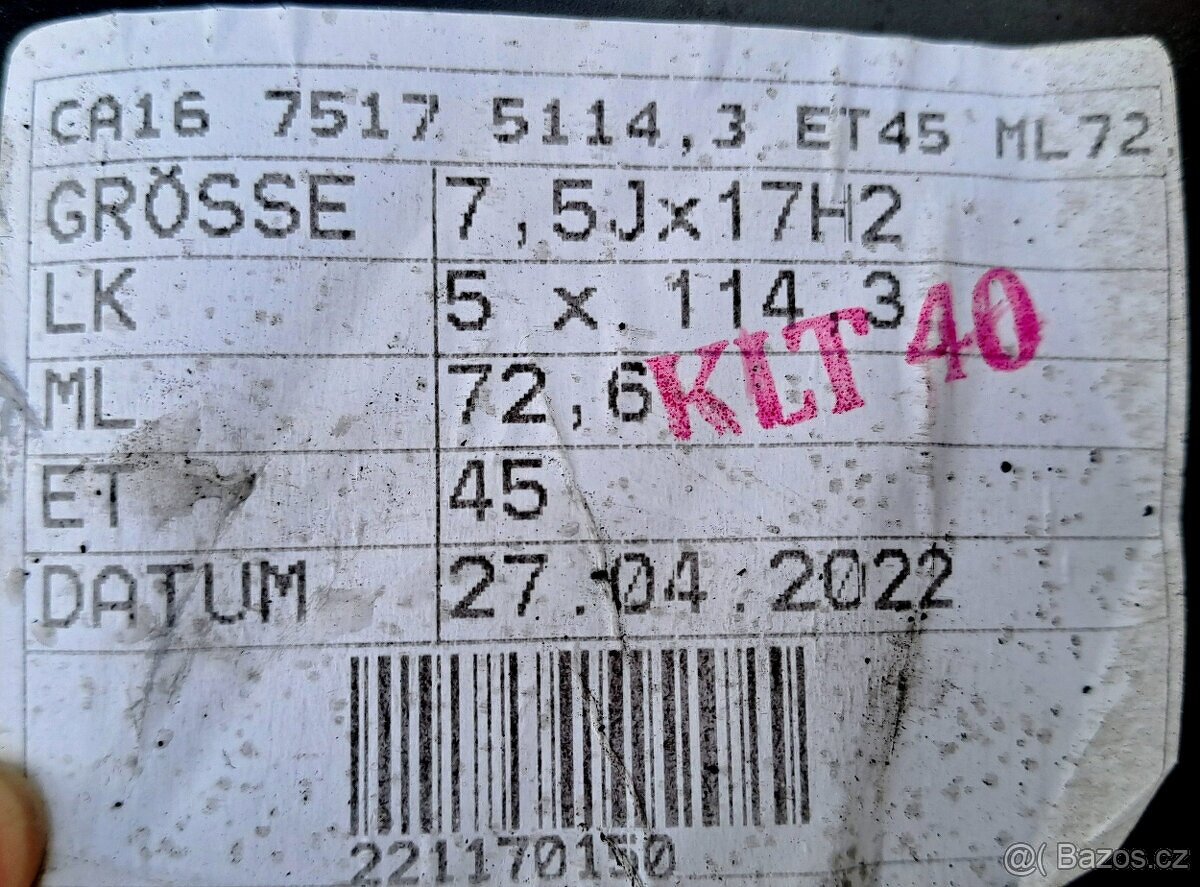 CA16 7517 5114,3 ET45 ML72
GRÖSSE 7,5Jx17H2
LK 5 x 114,3
ML 72,6
KLT 40
ET 45
DATUM 27.04.2022
221170150
@( Bazos.cz